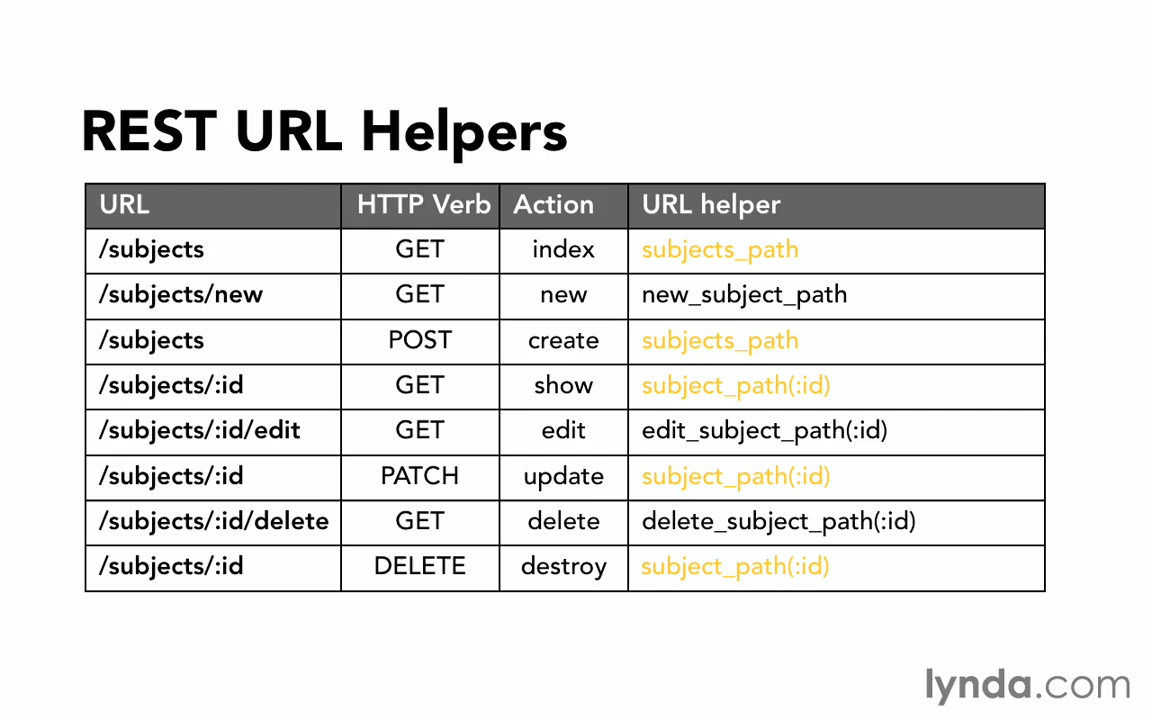 REST URL Helpers
URL HTTP Verb Action URL helper
/subjects GET index subjects_path
/subjects/new GET new new_subject_path
/subjects POST create subjects_path
/subjects/:id GET show subject_path(:id)
/subjects/:id/edit GET edit edit_subject_path(:id)
/subjects/:id PATCH update subject_path(:id)
/subjects/:id/delete GET delete delete_subject_path(:id)
/subjects/:id DELETE destroy subject_path(:id)
lynda.com